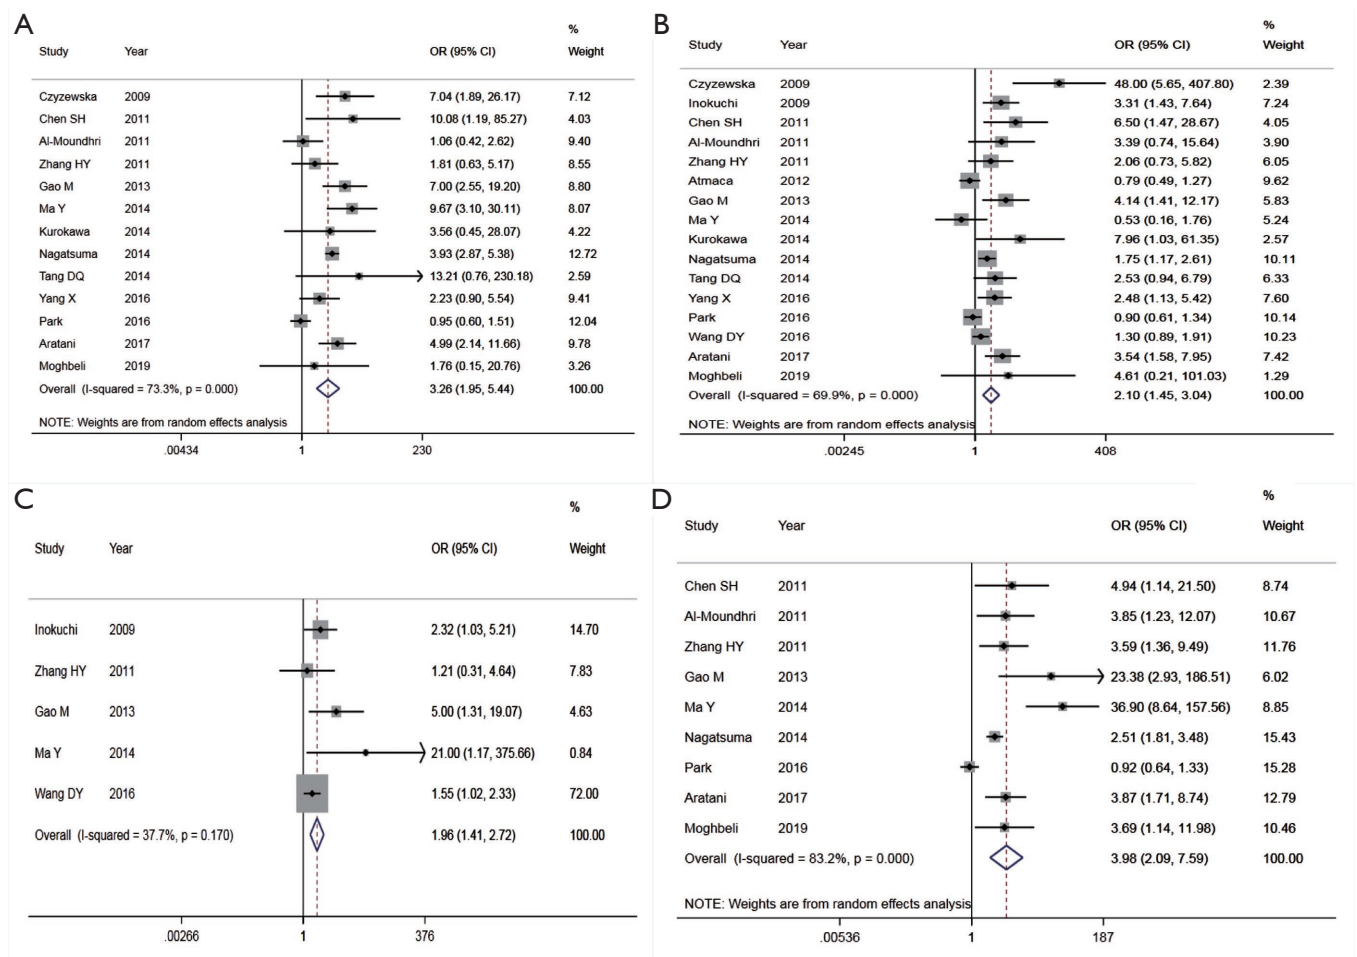 A
%
Study Year OR (95% CI) Weight
Czyzewska 2009 7.04 (1.89, 26.17) 7.12
Chen SH 2011 10.08 (1.19, 85.27) 4.03
Al-Moundhri 2011 1.06 (0.42, 2.62) 9.40
Zhang HY 2011 1.81 (0.63, 5.17) 8.55
Gao M 2013 7.00 (2.55, 19.20) 8.80
Ma Y 2014 9.67 (3.10, 30.11) 8.07
Kurokawa 2014 3.56 (0.45, 28.07) 4.22
Nagatsuma 2014 3.93 (2.87, 5.38) 12.72
Tang DQ 2014 13.21 (0.76, 230.18) 2.59
Yang X 2016 2.23 (0.90, 5.54) 9.41
Park 2016 0.95 (0.60, 1.51) 12.04
Aratani 2017 4.99 (2.14, 11.66) 9.78
Moghbeli 2019 1.76 (0.15, 20.76) 3.26
Overall (I-squared = 73.3%, p = 0.000) 3.26 (1.95, 5.44) 100.00
NOTE: Weights are from random effects analysis
.00434 1 230
B
%
Study Year OR (95% CI) Weight
Czyzewska 2009 48.00 (5.65, 407.80) 2.39
Inokuchi 2009 3.31 (1.43, 7.64) 7.24
Chen SH 2011 6.50 (1.47, 28.67) 4.05
Al-Moundhri 2011 3.39 (0.74, 15.64) 3.90
Zhang HY 2011 2.06 (0.73, 5.82) 6.05
Atmaca 2012 0.79 (0.49, 1.27) 9.62
Gao M 2013 4.14 (1.41, 12.17) 5.83
Ma Y 2014 0.53 (0.16, 1.76) 5.24
Kurokawa 2014 7.96 (1.03, 61.35) 2.57
Nagatsuma 2014 1.75 (1.17, 2.61) 10.11
Tang DQ 2014 2.53 (0.94, 6.79) 6.33
Yang X 2016 2.48 (1.13, 5.42) 7.60
Park 2016 0.90 (0.61, 1.34) 10.14
Wang DY 2016 1.30 (0.89, 1.91) 10.23
Aratani 2017 3.54 (1.58, 7.95) 7.42
Moghbeli 2019 4.61 (0.21, 101.03) 1.29
Overall (I-squared = 69.9%, p = 0.000) 2.10 (1.45, 3.04) 100.00
NOTE: Weights are from random effects analysis
.00245 1 408
C
%
Study Year OR (95% CI) Weight
Inokuchi 2009 2.32 (1.03, 5.21) 14.70
Zhang HY 2011 1.21 (0.31, 4.64) 7.83
Gao M 2013 5.00 (1.31, 19.07) 4.63
Ma Y 2014 21.00 (1.17, 375.66) 0.84
Wang DY 2016 1.55 (1.02, 2.33) 72.00
Overall (I-squared = 37.7%, p = 0.170) 1.96 (1.41, 2.72) 100.00
.00266 1 376
D
%
Study Year OR (95% CI) Weight
Chen SH 2011 4.94 (1.14, 21.50) 8.74
Al-Moundhri 2011 3.85 (1.23, 12.07) 10.67
Zhang HY 2011 3.59 (1.36, 9.49) 11.76
Gao M 2013 23.38 (2.93, 186.51) 6.02
Ma Y 2014 36.90 (8.64, 157.56) 8.85
Nagatsuma 2014 2.51 (1.81, 3.48) 15.43
Park 2016 0.92 (0.64, 1.33) 15.28
Aratani 2017 3.87 (1.71, 8.74) 12.79
Moghbeli 2019 3.69 (1.14, 11.98) 10.46
Overall (I-squared = 83.2%, p = 0.000) 3.98 (2.09, 7.59) 100.00
NOTE: Weights are from random effects analysis
.00536 1 187